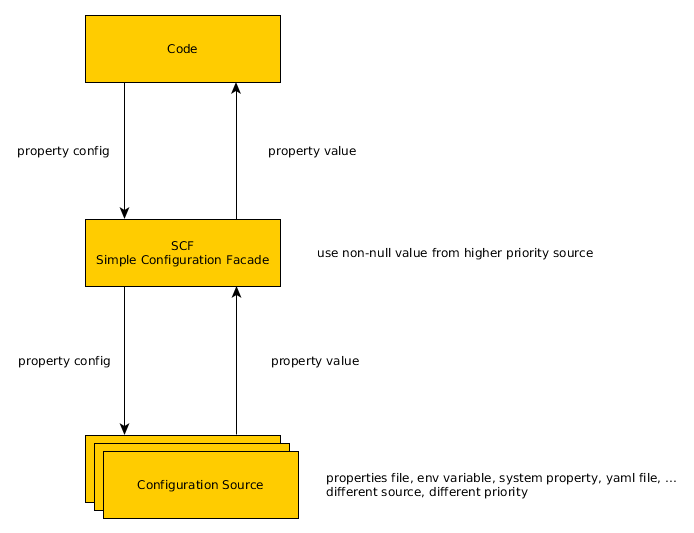 Code
property config
property value
SCF
Simple Configuration Facade
use non-null value from higher priority source
property config
property value
Configuration Source
properties file, env variable, system property, yaml file, ...
different source, different priority